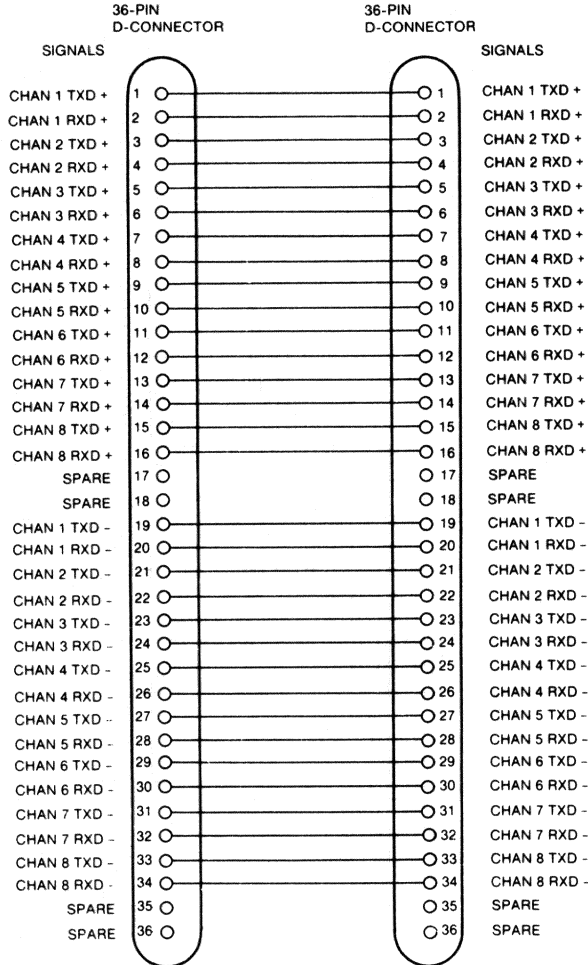 36-PIN
D-CONNECTOR
36-PIN
D-CONNECTOR
SIGNALS
SIGNALS
CHAN 1 TXD + 1 1 CHAN 1 TXD +
CHAN 1 RXD + 2 2 CHAN 1 RXD +
CHAN 2 TXD + 3 3 CHAN 2 TXD +
CHAN 2 RXD + 4 4 CHAN 2 RXD +
CHAN 3 TXD + 5 5 CHAN 3 TXD +
CHAN 3 RXD + 6 6 CHAN 3 RXD +
CHAN 4 TXD + 7 7 CHAN 4 TXD +
CHAN 4 RXD + 8 8 CHAN 4 RXD +
CHAN 5 TXD + 9 9 CHAN 5 TXD +
CHAN 5 RXD + 10 10 CHAN 5 RXD +
CHAN 6 TXD + 11 11 CHAN 6 TXD +
CHAN 6 RXD + 12 12 CHAN 6 RXD +
CHAN 7 TXD + 13 13 CHAN 7 TXD +
CHAN 7 RXD + 14 14 CHAN 7 RXD +
CHAN 8 TXD + 15 15 CHAN 8 TXD +
CHAN 8 RXD + 16 16 CHAN 8 RXD +
SPARE 17 17 SPARE
SPARE 18 18 SPARE
CHAN 1 TXD - 19 19 CHAN 1 TXD -
CHAN 1 RXD - 20 20 CHAN 1 RXD -
CHAN 2 TXD - 21 21 CHAN 2 TXD -
CHAN 2 RXD - 22 22 CHAN 2 RXD -
CHAN 3 TXD - 23 23 CHAN 3 TXD -
CHAN 3 RXD - 24 24 CHAN 3 RXD -
CHAN 4 TXD - 25 25 CHAN 4 TXD -
CHAN 4 RXD - 26 26 CHAN 4 RXD -
CHAN 5 TXD - 27 27 CHAN 5 TXD -
CHAN 5 RXD - 28 28 CHAN 5 RXD -
CHAN 6 TXD - 29 29 CHAN 6 TXD -
CHAN 6 RXD - 30 30 CHAN 6 RXD -
CHAN 7 TXD - 31 31 CHAN 7 TXD -
CHAN 7 RXD - 32 32 CHAN 7 RXD -
CHAN 8 TXD - 33 33 CHAN 8 TXD -
CHAN 8 RXD - 34 34 CHAN 8 RXD -
SPARE 35 35 SPARE
SPARE 36 36 SPARE